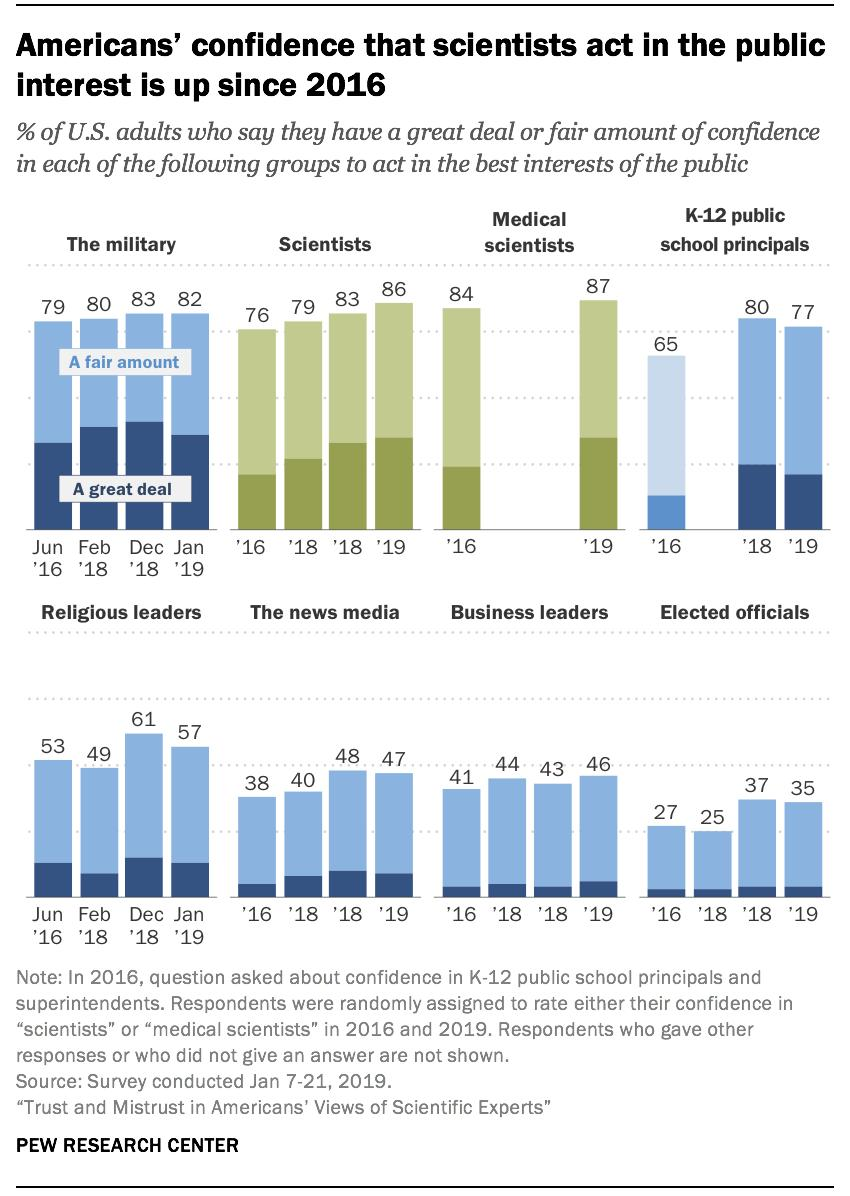 Americans’ confidence that scientists act in the public
interest is up since 2016
% of U.S. adults who say they have a great deal or fair amount of confidence
in each of the following groups to act in the best interests of the public
The military
Scientists
Medical
scientists
K-12 public
school principals
79 80 83 82
76 79 83 86
84 87
65 80 77
A fair amount
A great deal
Jun
’16
Feb
’18
Dec
’18
Jan
’19
’16 ’18 ’18 ’19
’16 ’19
’16 ’18 ’19
Religious leaders
The news media
Business leaders
Elected officials
53 49 61 57
38 40 48 47
41 44 43 46
27 25 37 35
Jun
’16
Feb
’18
Dec
’18
Jan
’19
’16 ’18 ’18 ’19
’16 ’18 ’18 ’19
’16 ’18 ’18 ’19
Note: In 2016, question asked about confidence in K-12 public school principals and
superintendents. Respondents were randomly assigned to rate either their confidence in
“scientists” or “medical scientists” in 2016 and 2019. Respondents who gave other
responses or who did not give an answer are not shown.
Source: Survey conducted Jan 7-21, 2019.
“Trust and Mistrust in Americans’ Views of Scientific Experts”
PEW RESEARCH CENTER